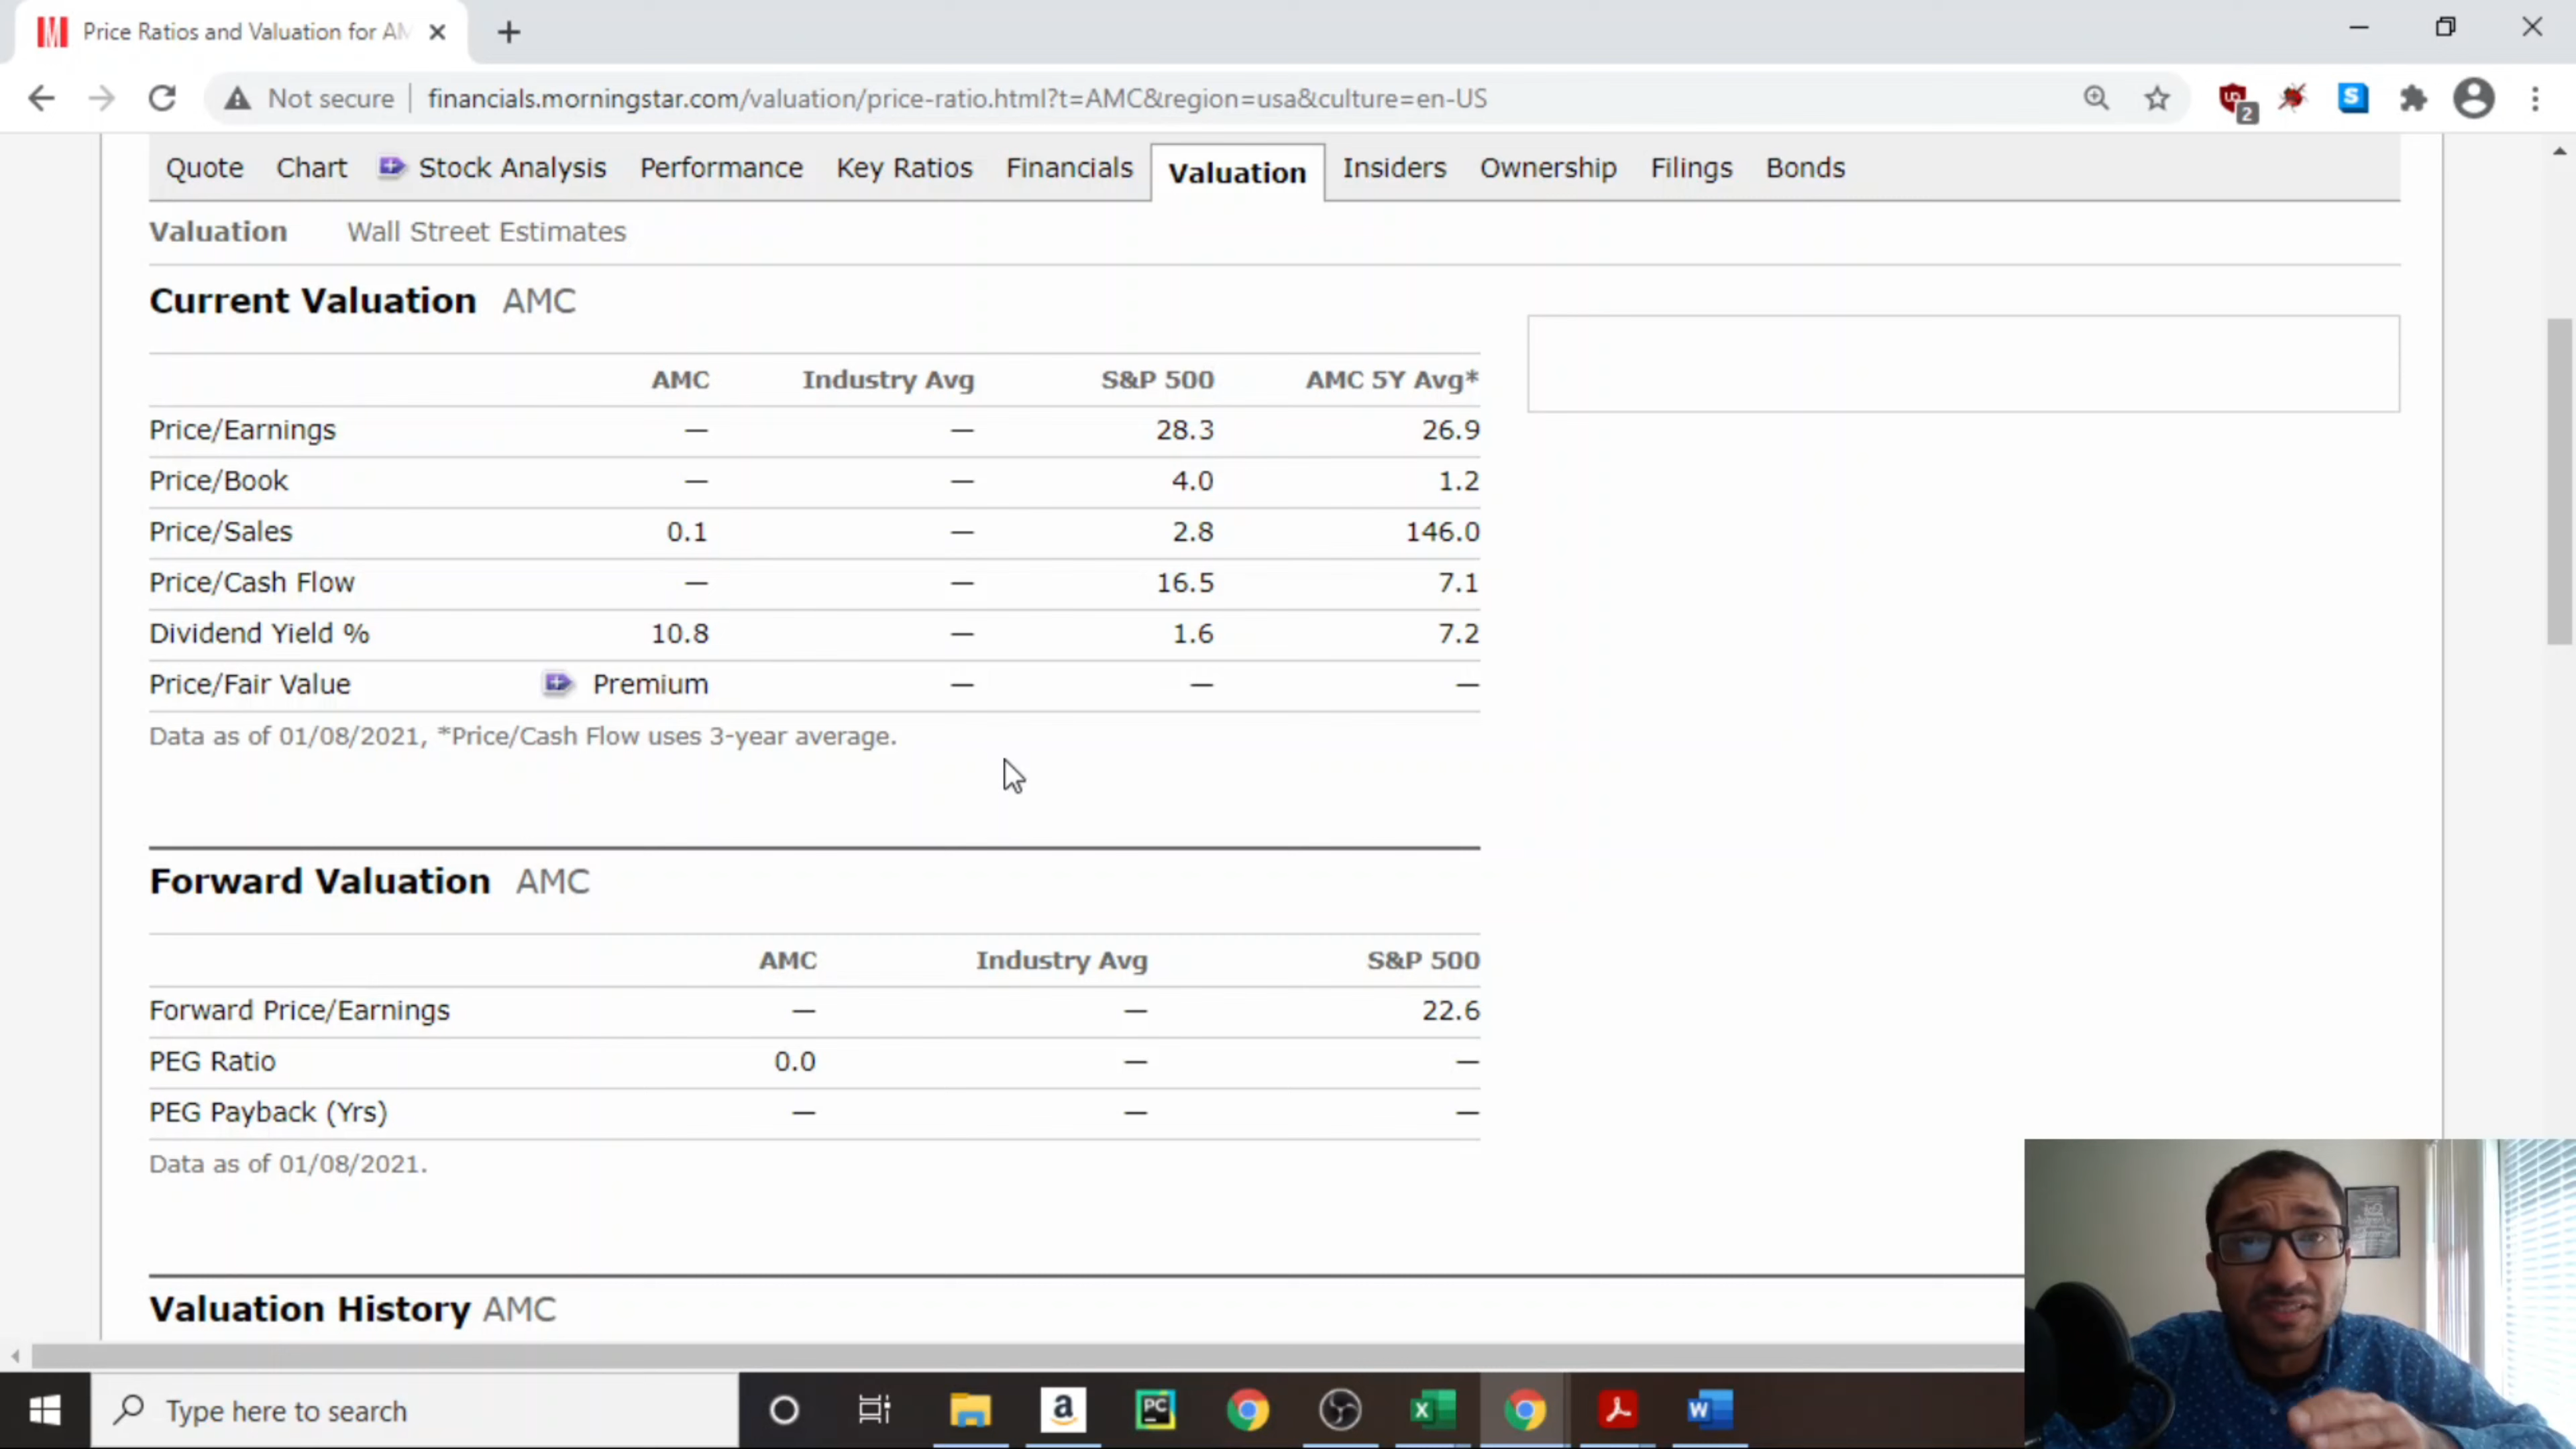 Price Ratios and Valuation for AM
Not secure financials.morningstar.com/valuation/price-ratio.html?t=AMC&region=usa&culture=en-US
2
Quote Chart Stock Analysis Performance Key Ratios Financials Valuation Insiders Ownership Filings Bonds
Valuation Wall Street Estimates
Current Valuation AMC
AMC Industry Avg S&P 500 AMC 5Y Avg*
Price/Earnings — — 28.3 26.9
Price/Book — — 4.0 1.2
Price/Sales 0.1 — 2.8 146.0
Price/Cash Flow — — 16.5 7.1
Dividend Yield % 10.8 — 1.6 7.2
Price/Fair Value Premium — — —
Data as of 01/08/2021, *Price/Cash Flow uses 3-year average.
Forward Valuation AMC
AMC Industry Avg S&P 500
Forward Price/Earnings — — 22.6
PEG Ratio 0.0 — —
PEG Payback (Yrs) — — —
Data as of 01/08/2021.
Valuation History AMC
Type here to search